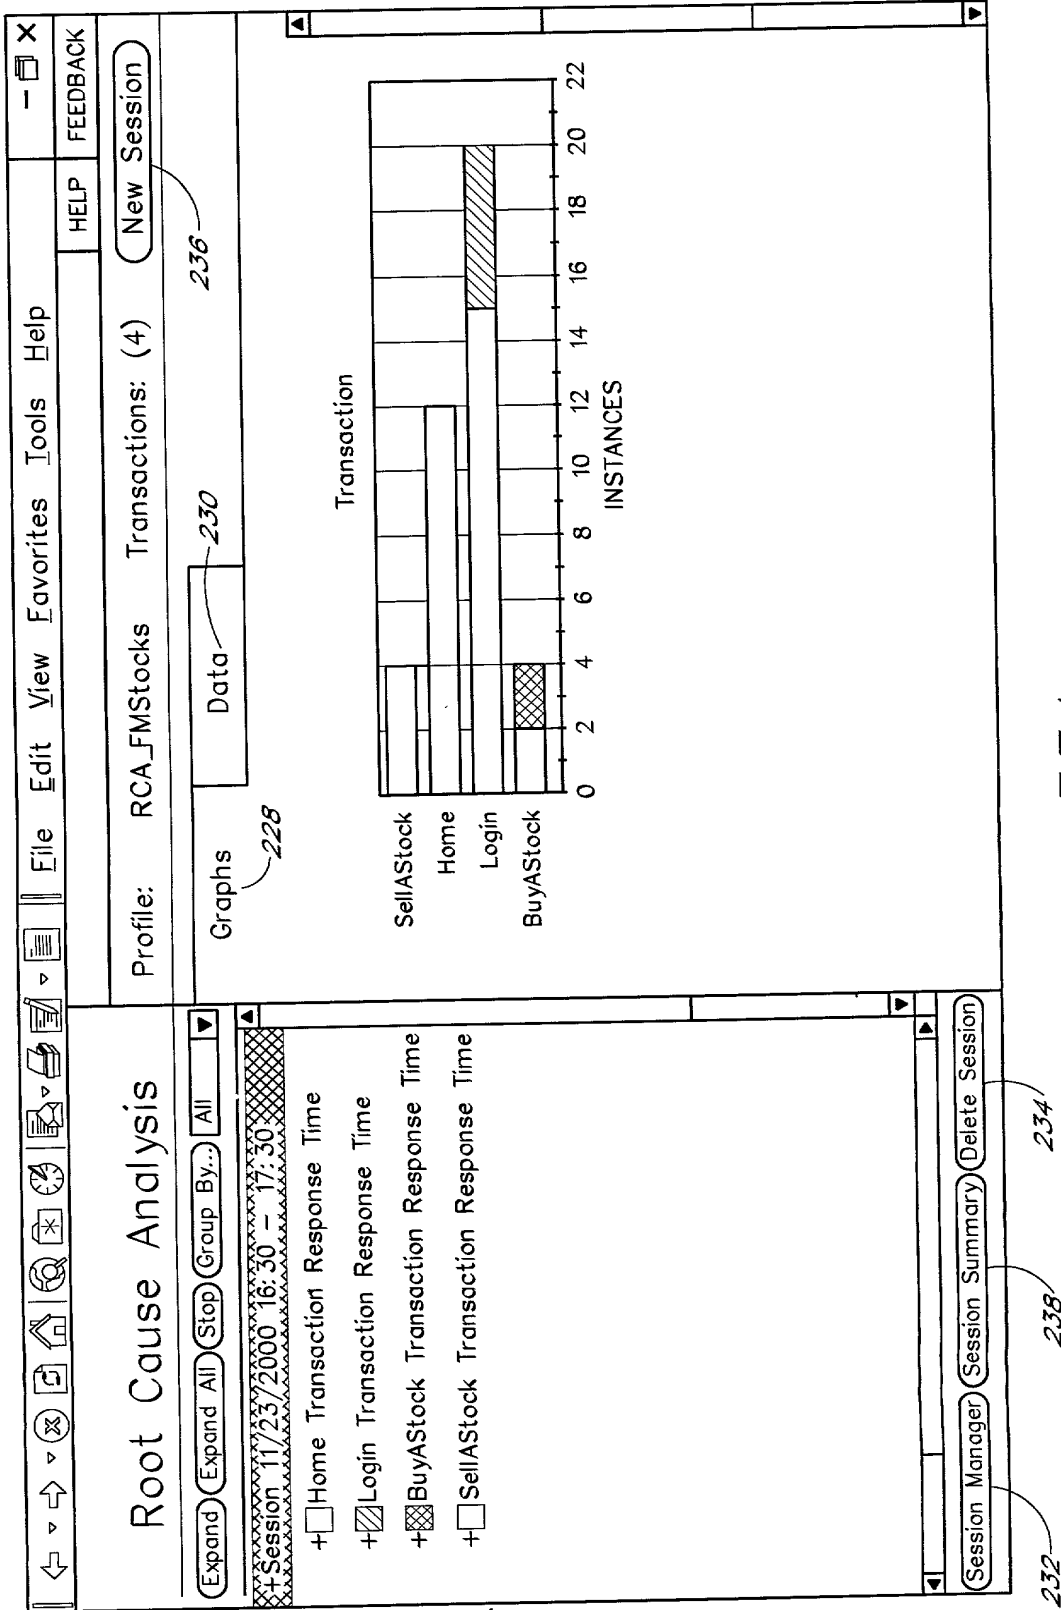 File Edit View Favorites Tools Help
HELP FEEDBACK
Root Cause Analysis
Profile: RCA_FMStocks Transactions: (4) New Session
236
Expand Expand All Stop Group By... All
Graphs Data
228
230
+Session 11/23/2000 16:30 - 17:30
+Home Transaction Response Time
+Login Transaction Response Time
+BuyAStock Transaction Response Time
+SellAStock Transaction Response Time
Transaction
SellAStock
Home
Login
BuyAStock
0 2 4 6 8 10 12 14 16 18 20 22
INSTANCES
Session Manager Session Summary Delete Session
232
238
234